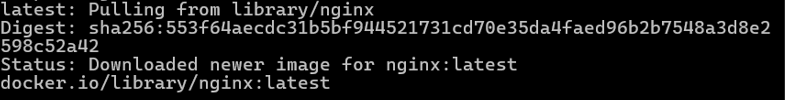 latest: Pulling from library/nginx
Digest: sha256:553f64aecdc31b5bf944521731cd70e35da4faed96b2b7548a3d8e2
598c52a42
Status: Downloaded newer image for nginx:latest
docker.io/library/nginx:latest